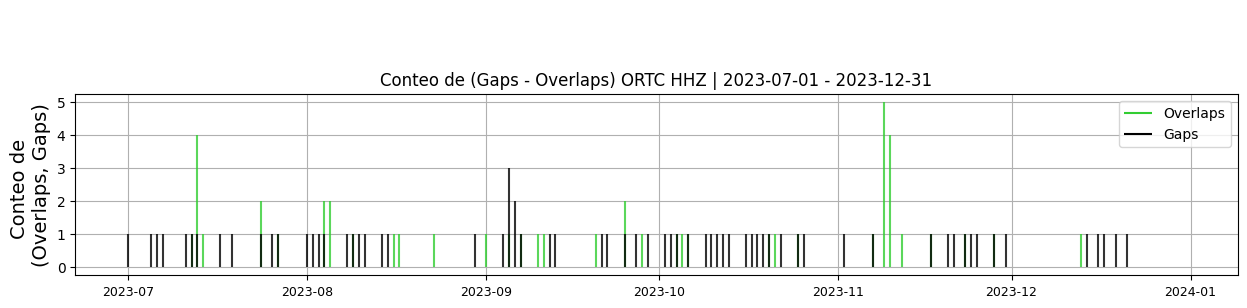 Conteo de (Gaps - Overlaps) ORTC HHZ | 2023-07-01 - 2023-12-31
Conteo de
(Overlaps, Gaps)
5
4
3
2
1
0
Overlaps
Gaps
2023-07
2023-08
2023-09
2023-10
2023-11
2023-12
2024-01